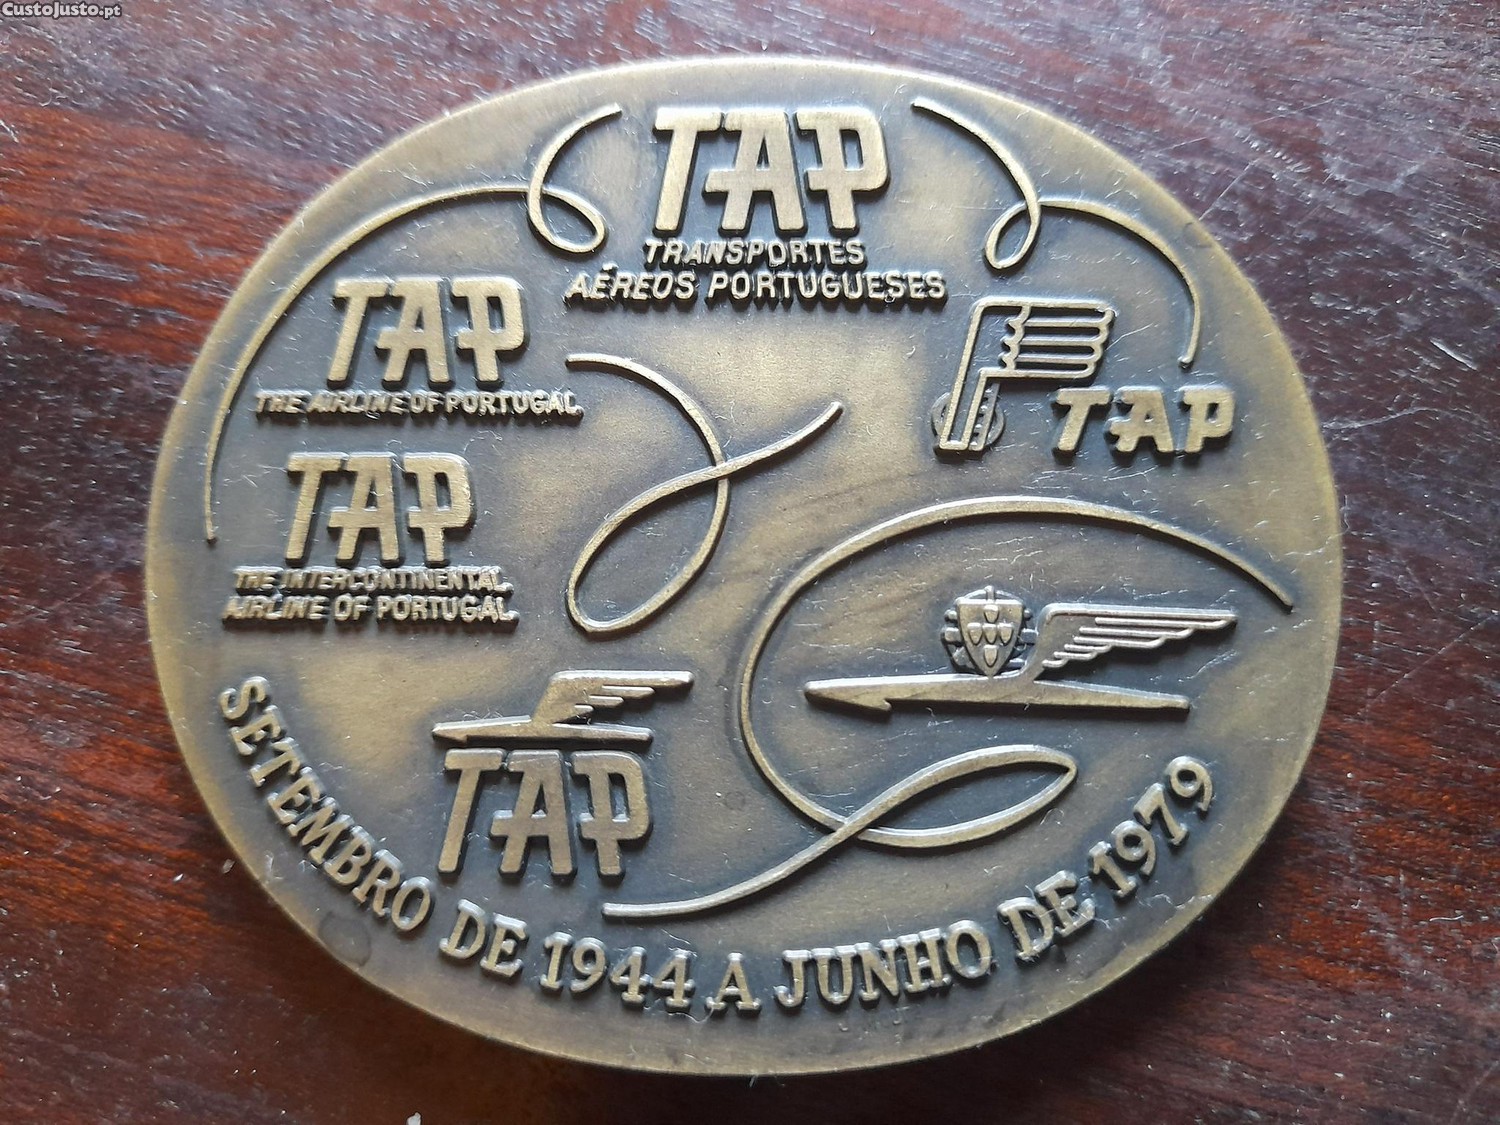 CustoJusto.pt
TAP
TRANSPORTES
AÉREOS PORTUGUESES
TAP
THE AIRLINE OF PORTUGAL
TAP
TAP
THE INTERCONTINENTAL
AIRLINE OF PORTUGAL
TAP
SETEMBRO DE 1944 A JUNHO DE 1979